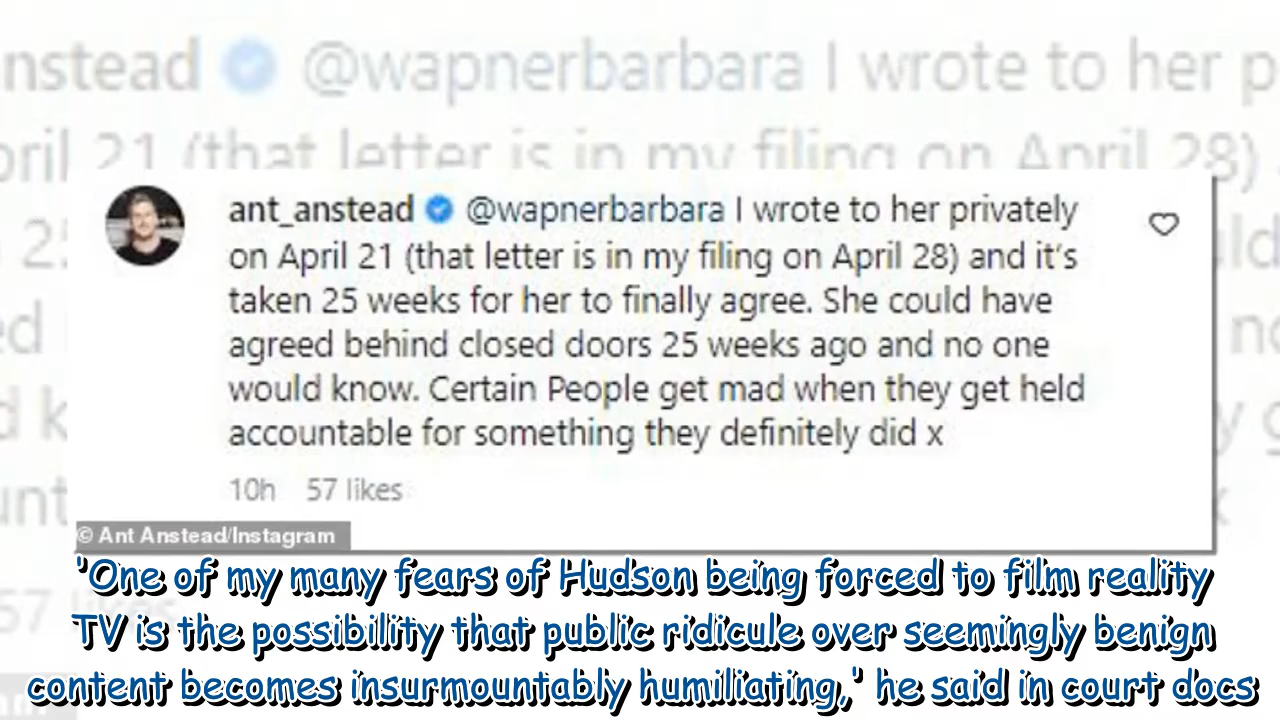 nstead @wapnerbarbara I wrote to her p
pril 21 (that letter is in my filing on April 28)
ant_anstead @wapnerbarbara I wrote to her privately
on April 21 (that letter is in my filing on April 28) and it's
taken 25 weeks for her to finally agree. She could have
agreed behind closed doors 25 weeks ago and no one
would know. Certain People get mad when they get held
accountable for something they definitely did x
10h 57 likes
© Ant Anstead/Instagram
'One of my many fears of Hudson being forced to film reality
TV is the possibility that public ridicule over seemingly benign
content becomes insurmountably humiliating,' he said in court docs